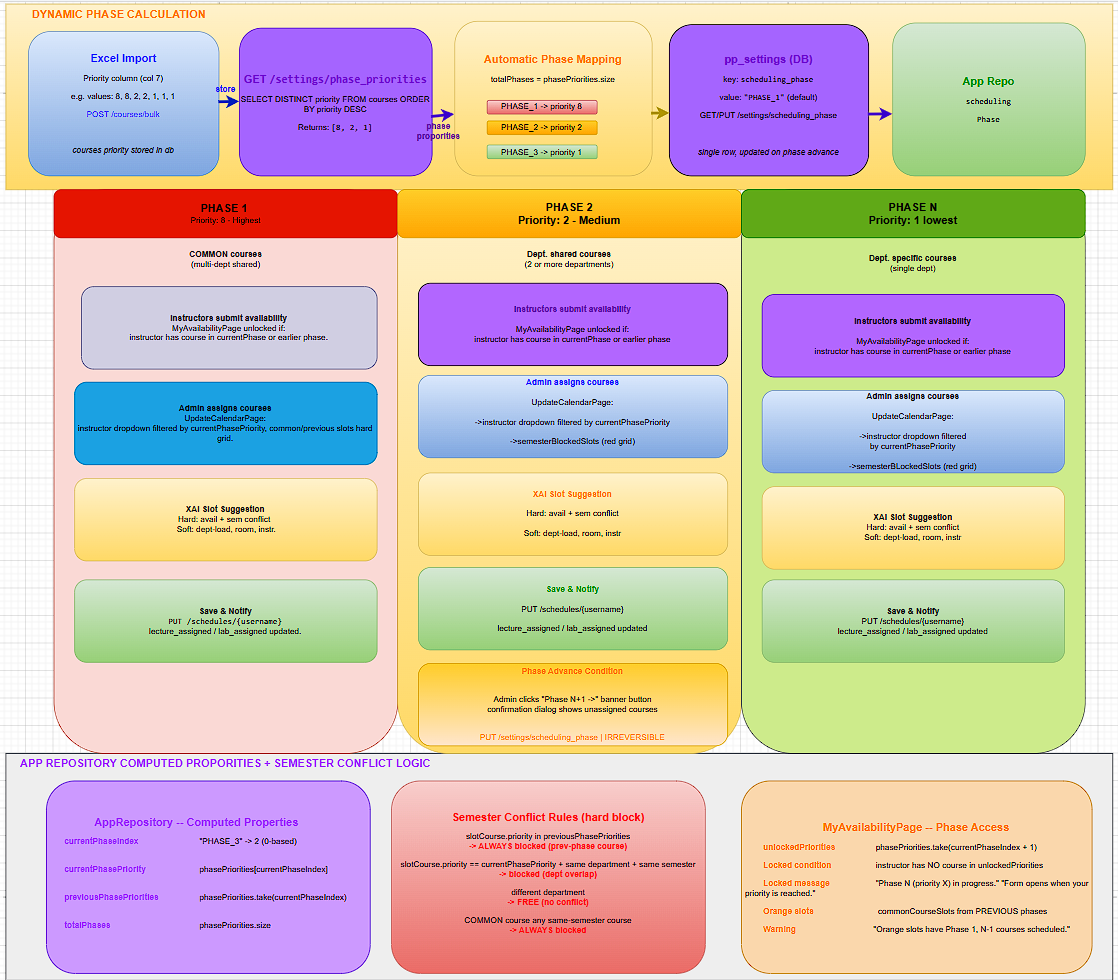 DYNAMIC PHASE CALCULATION
Excel Import
Priority column (col 7)
e.g. values: 8, 8, 2, 2, 1, 1, 1
POST /courses/bulk
courses priority stored in db
store
GET /settings/phase_priorities
SELECT DISTINCT priority FROM courses ORDER
BY priority DESC
Returns: [8, 2, 1]
phase
proporities
Automatic Phase Mapping
totalPhases = phasePriorities.size
PHASE_1 -> priority 8
PHASE_2 -> priority 2
PHASE_3 -> priority 1
pp_settings (DB)
key: scheduling_phase
value: "PHASE_1" (default)
GET/PUT /settings/scheduling_phase
single row, updated on phase advance
App Repo
scheduling
Phase
PHASE 1
Priority: 8 - Highest
COMMON courses
(multi-dept shared)
Instructors submit availability
MyAvailabilityPage unlocked if:
instructor has course in currentPhase or earlier phase.
Admin assigns courses
UpdateCalendarPage:
instructor dropdown filtered by currentPhasePriority, common/previous slots hard
grid.
XAI Slot Suggestion
Hard: avail + sem conflict
Soft: dept-load, room, instr.
Save & Notify
PUT /schedules/{username}
lecture_assigned / lab_assigned updated.
PHASE 2
Priority: 2 - Medium
Dept. shared courses
(2 or more departments)
Instructors submit availability
MyAvailabilityPage unlocked if:
instructor has course in currentPhase or earlier phase
Admin assigns courses
UpdateCalendarPage:
->instructor dropdown filtered by currentPhasePriority
->semesterBlockedSlots (red grid)
XAI Slot Suggestion
Hard: avail + sem conflict
Soft: dept-load, room, instr
Save & Notify
PUT /schedules/{username}
lecture_assigned / lab_assigned updated
Phase Advance Condition
Admin clicks "Phase N+1 ->" banner button
confirmation dialog shows unassigned courses
PUT /settings/scheduling_phase | IRREVERSIBLE
PHASE N
Priority: 1 lowest
Dept. specific courses
(single dept)
Instructors submit availability
MyAvailabilityPage unlocked if:
instructor has course in currentPhase or earlier phase
Admin assigns courses
UpdateCalendarPage:
->instructor dropdown filtered
by currentPhasePriority
->semesterBLockedSlots (red grid)
XAI Slot Suggestion
Hard: avail + sem conflict
Soft: dept-load, room, instr
Save & Notify
PUT /schedules/{username}
lecture_assigned / lab_assigned updated
APP REPOSITORY COMPUTED PROPORITIES + SEMESTER CONFLICT LOGIC
AppRepository -- Computed Properties
currentPhaseIndex "PHASE_3" -> 2 (0-based)
currentPhasePriority phasePriorities[currentPhaseIndex]
previousPhasePriorities phasePriorities.take(currentPhaseIndex)
totalPhases phasePriorities.size
Semester Conflict Rules (hard block)
slotCourse.priority in previousPhasePriorities
-> ALWAYS blocked (prev-phase course)
slotCourse.priority == currentPhasePriority + same department + same semester
-> blocked (dept overlap)
different department
-> FREE (no conflict)
COMMON course any same-semester course
-> ALWAYS blocked
MyAvailabilityPage -- Phase Access
unlockedPriorities phasePriorities.take(currentPhaseIndex + 1)
Locked condition instructor has NO course in unlockedPriorities
Locked message "Phase N (priority X) in progress." "Form opens when your
priority is reached."
Orange slots commonCourseSlots from PREVIOUS phases
Warning "Orange slots have Phase 1, N-1 courses scheduled."